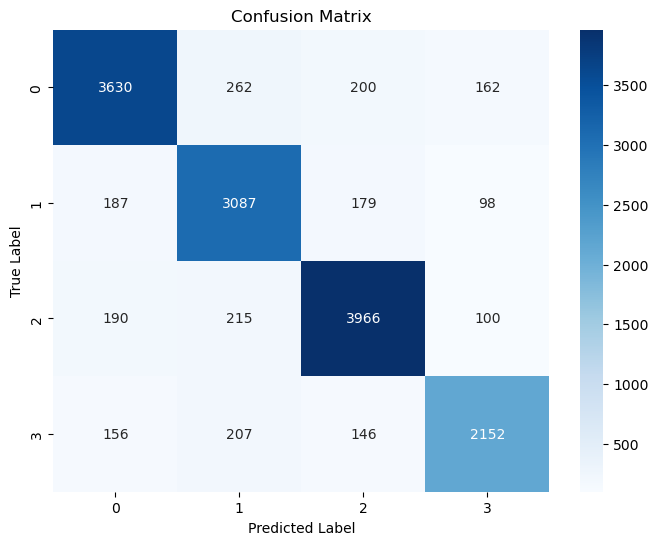 Confusion Matrix
0 3630 262 200 162
1 187 3087 179 98
2 190 215 3966 100
3 156 207 146 2152
0 1 2 3
Predicted Label
True Label
3500
3000
2500
2000
1500
1000
500